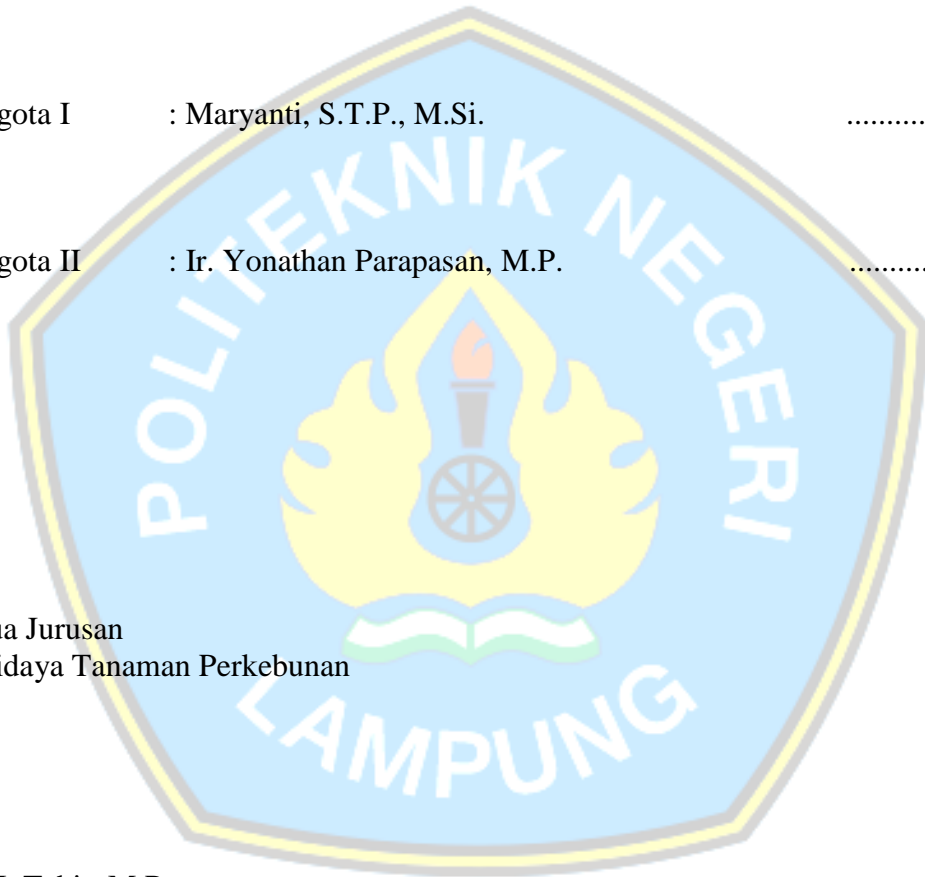 gota I : Maryanti, S.T.P., M.Si. ..........
gota II : Ir. Yonathan Parapasan, M.P. ..........
POLITEKNIK NEGERI
LAMPUNG
a Jurusan
idaya Tanaman Perkebunan